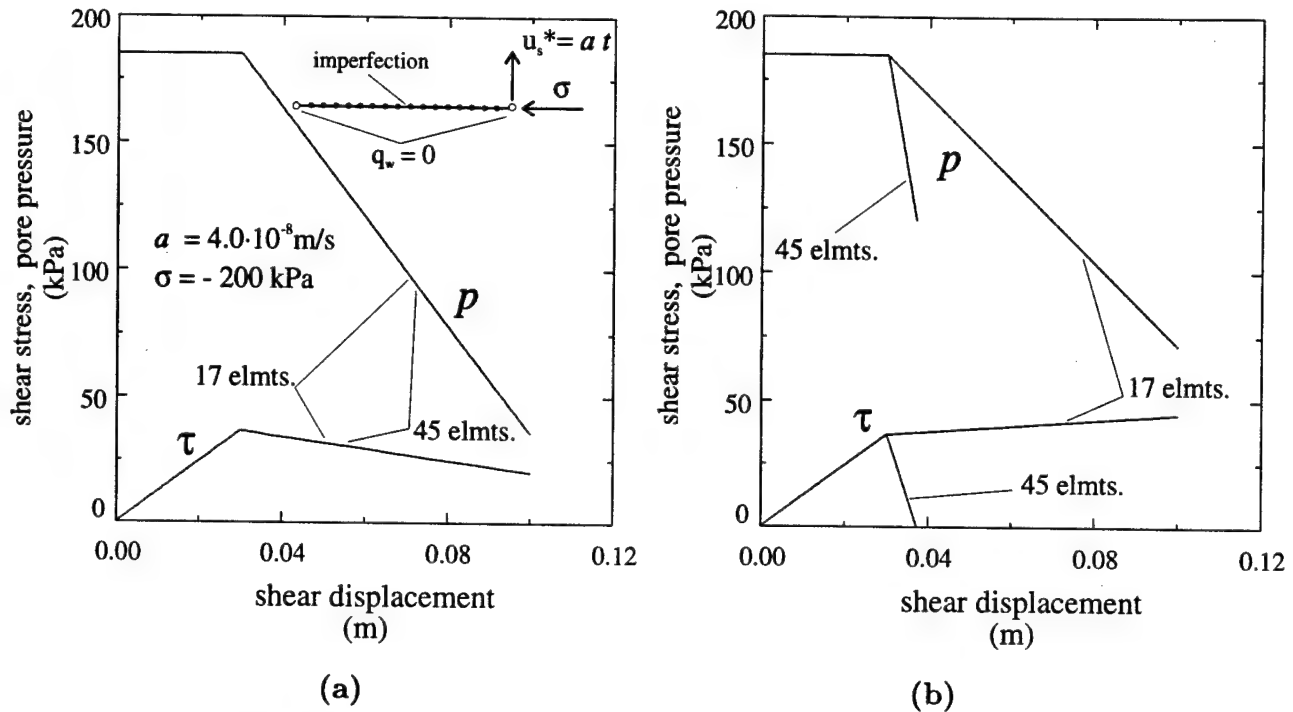 200
150
100
50
0
shear stress, pore pressure
(kPa)
imperfection
u_s* = a t
σ
q_w = 0
a = 4.0·10⁻⁸m/s
σ = - 200 kPa
p
17 elmts.
45 elmts.
τ
0.00
0.04
0.08
0.12
shear displacement
(m)
(a)
200
150
100
50
0
shear stress, pore pressure
(kPa)
p
45 elmts.
17 elmts.
τ
45 elmts.
0.00
0.04
0.08
0.12
shear displacement
(m)
(b)